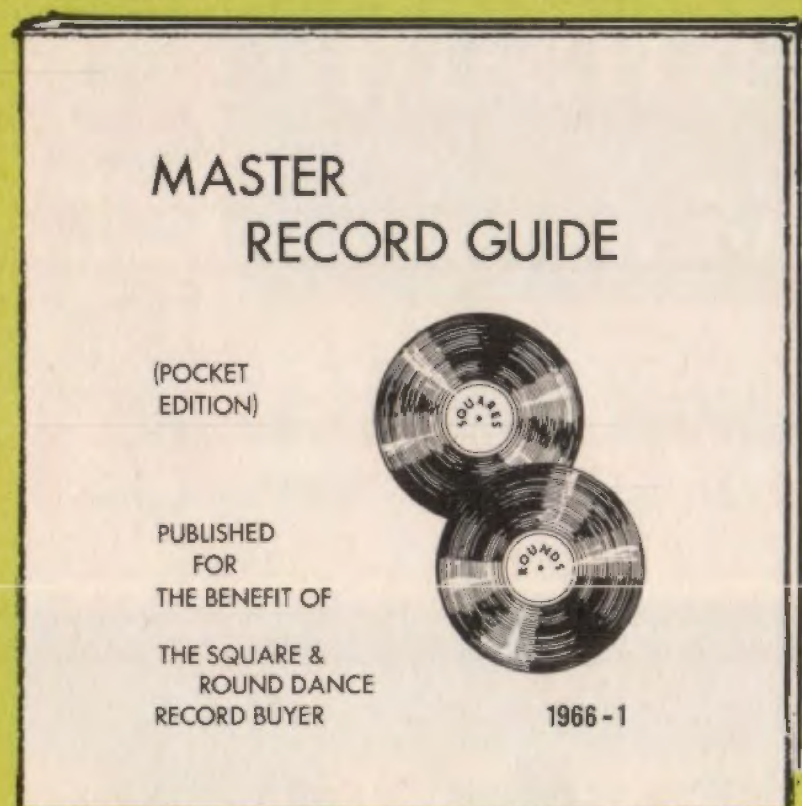 MASTER
RECORD GUIDE
(POCKET
EDITION)
SQUARES
ROUNDS
PUBLISHED
FOR
THE BENEFIT OF
THE SQUARE &
ROUND DANCE
RECORD BUYER
1966-1